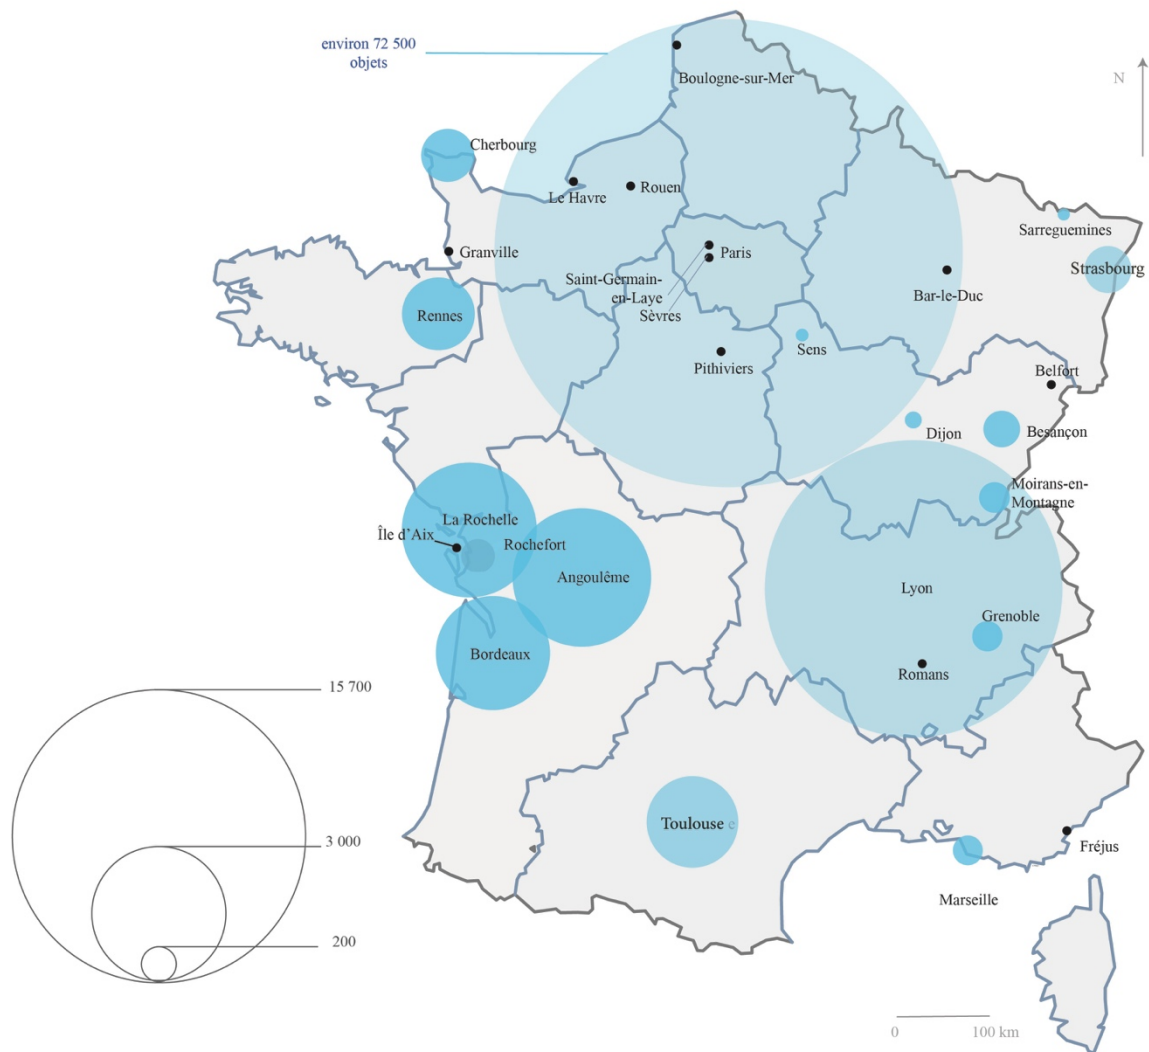 environ 72 500
objets
N
Boulogne-sur-Mer
Cherbourg
Le Havre
Rouen
Sarreguemines
Granville
Paris
Strasbourg
Saint-Germain-
en-Laye
Sèvres
Bar-le-Duc
Rennes
Sens
Pithiviers
Belfort
Dijon
Besançon
Moirans-en-
Montagne
La Rochelle
Île d’Aix
Rochefort
Angoulême
Lyon
Grenoble
Bordeaux
Romans
15 700
Toulouse e
3 000
Fréjus
Marseille
200
0 100 km